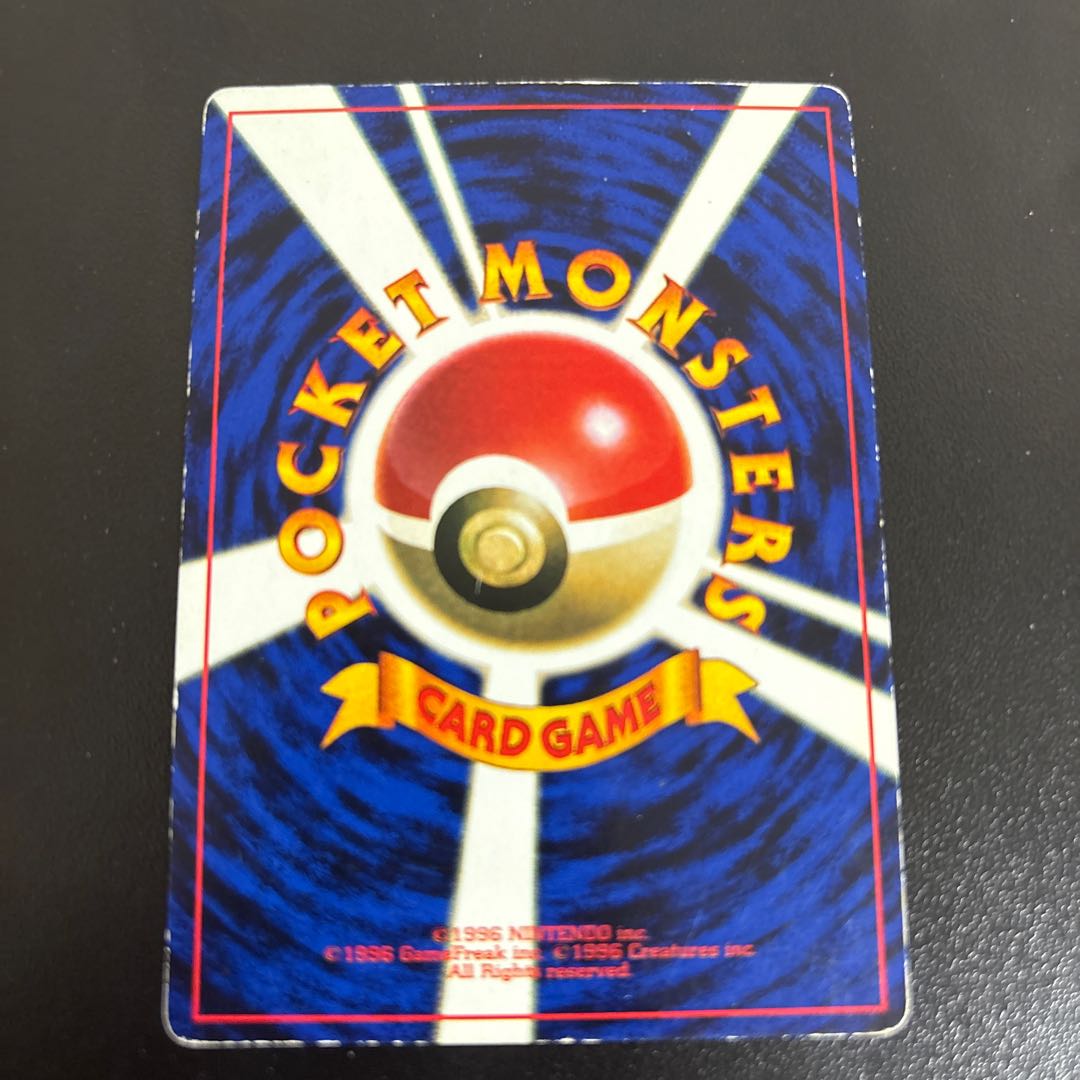 POCKET MONSTERS
CARD GAME
©1996 NINTENDO inc.
©1996 GameFreak inc. ©1996 Creatures inc.
All Rights reserved.